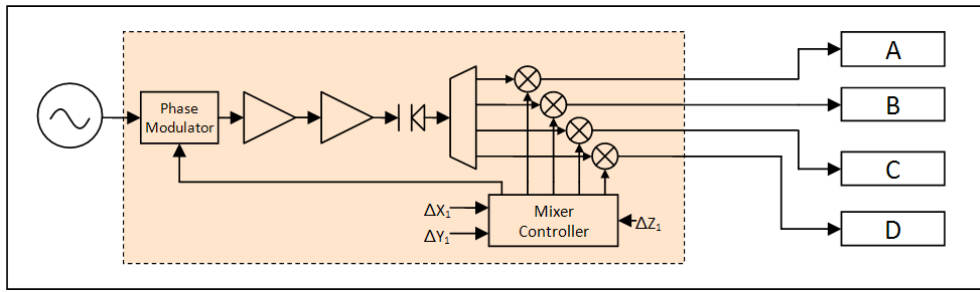 A
Phase
Modulator
B
C
ΔX₁
Mixer
Controller
ΔZ₁
ΔY₁
D